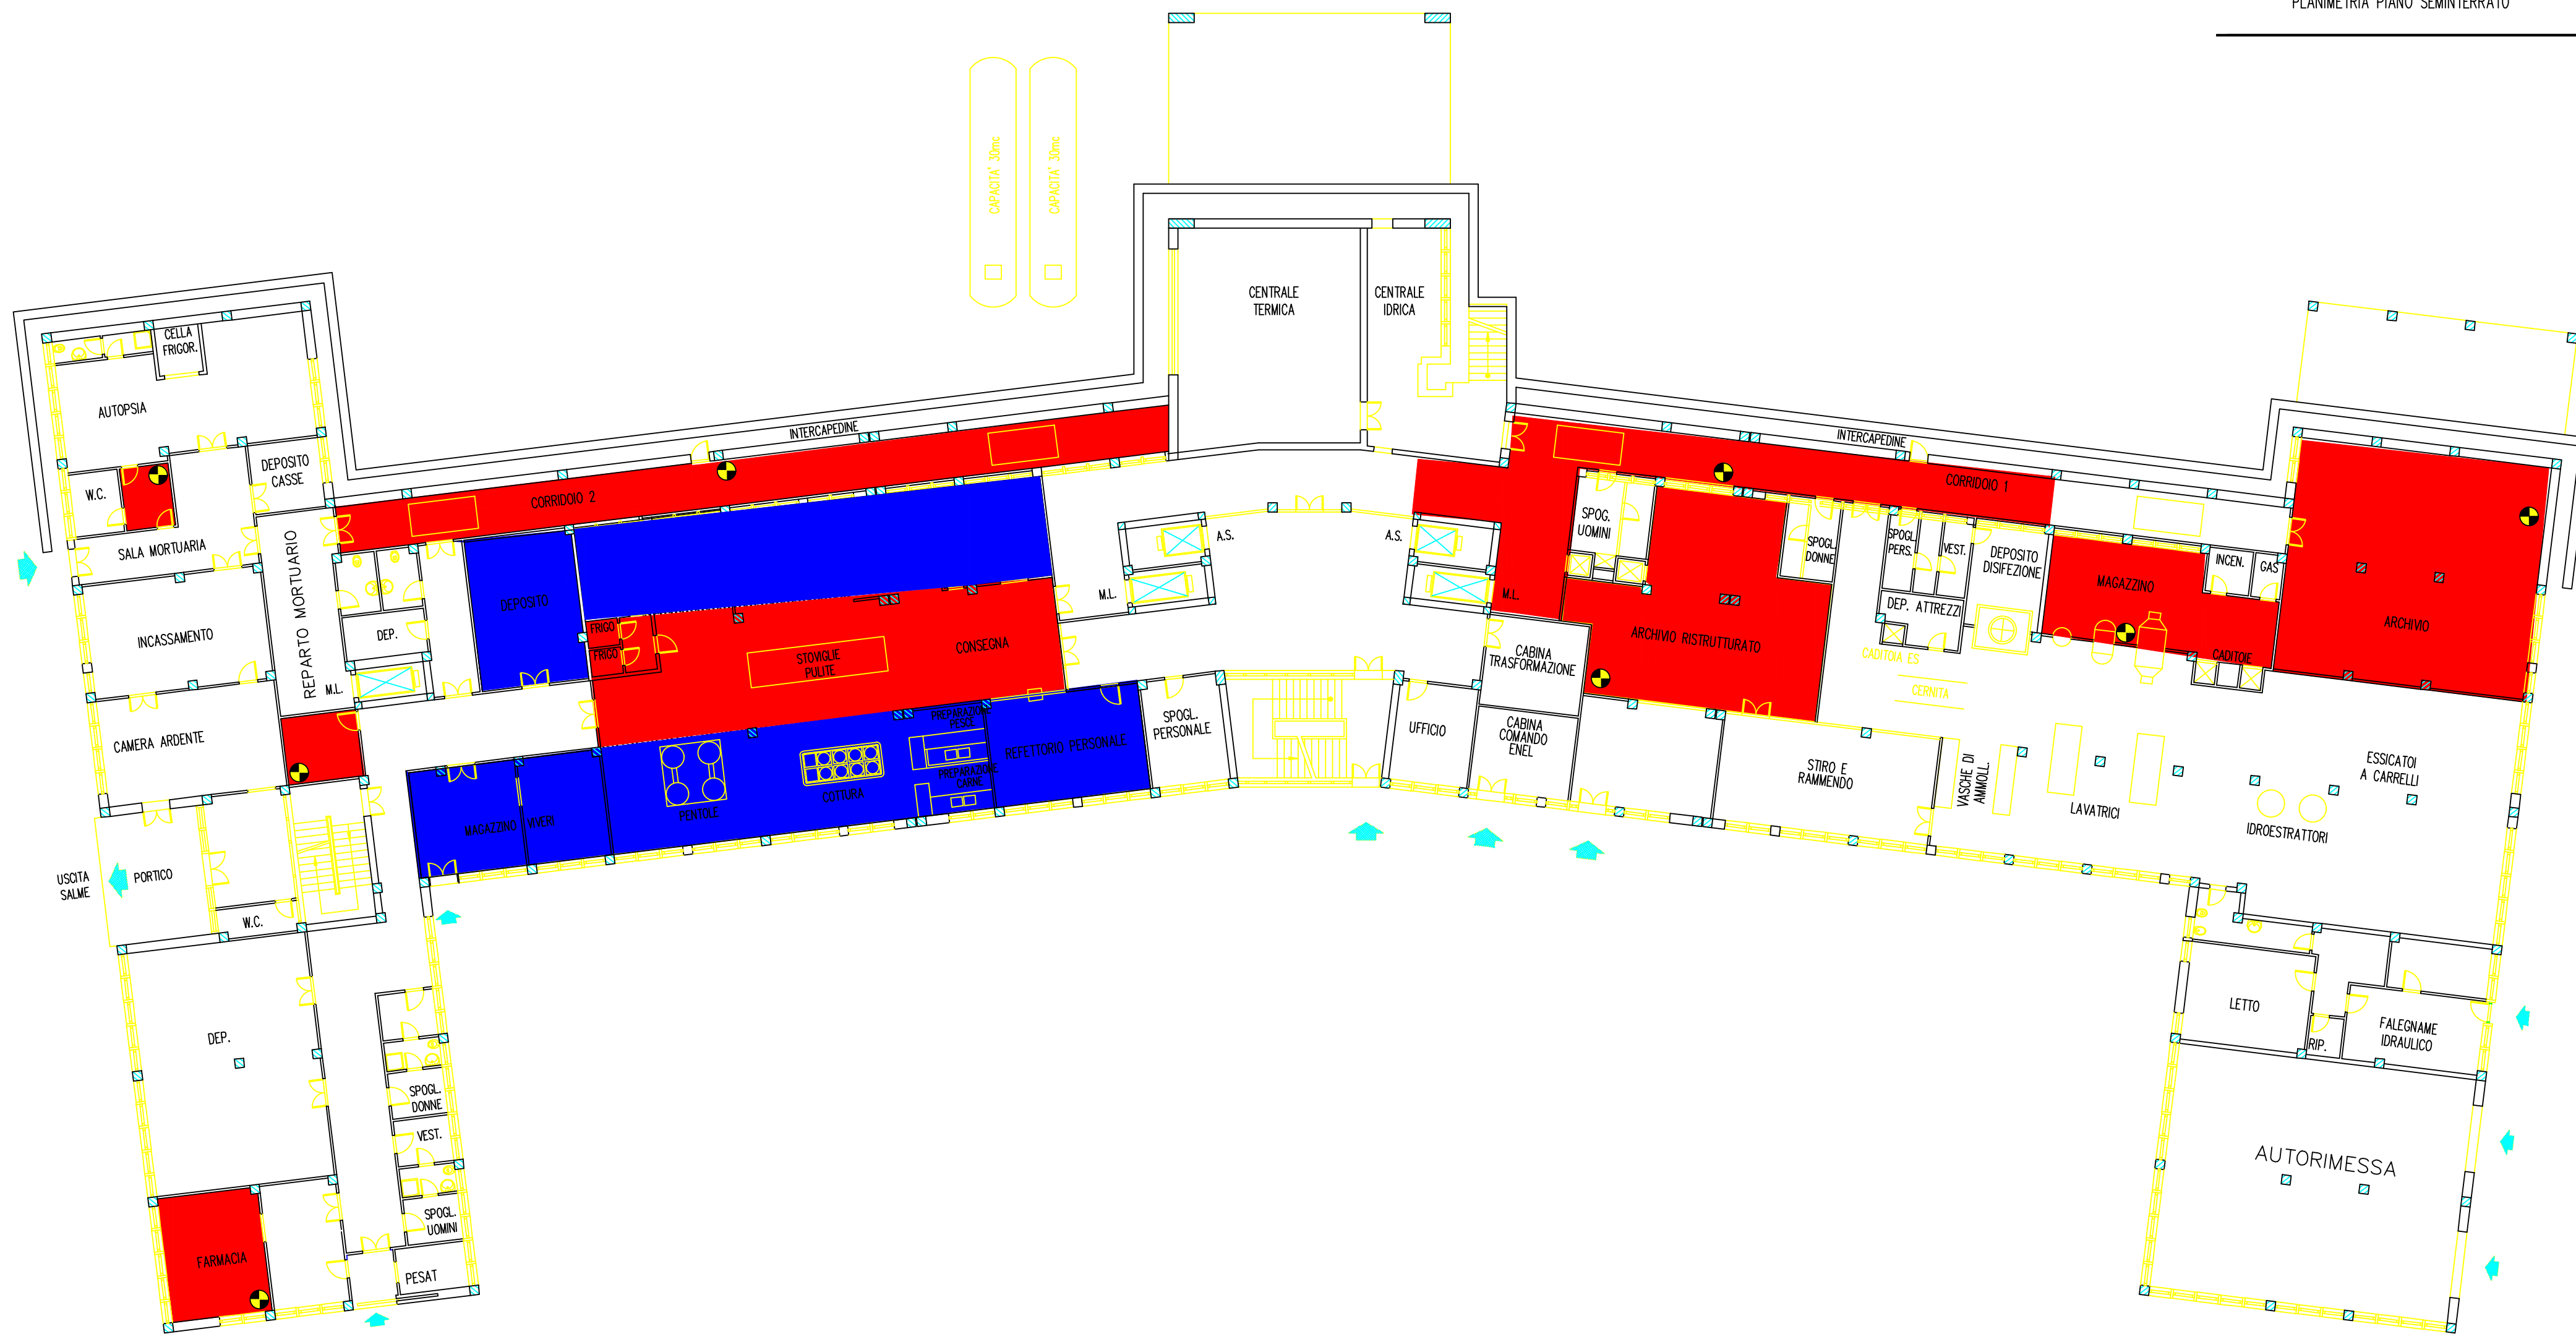 PLANIMETRIA PIANO SEMINTERRATO
CAPACITA' 30mc
CAPACITA' 30mc
CENTRALE
TERMICA
CENTRALE
IDRICA
CELLA
FRIGOR.
AUTOPSIA
W.C.
DEPOSITO
CASSE
SALA MORTUARIA
REPARTO MORTUARIO
INCASSAMENTO
CAMERA ARDENTE
DEP.
M.L.
USCITA
SALME
PORTICO
W.C.
DEP.
FARMACIA
SPOGL.
DONNE
VEST.
SPOGL.
UOMINI
PESAT
INTERCAPEDINE
CORRIDOIO 2
DEPOSITO
FRIGO
FRIGO
STOVIGLIE
PULITE
CONSEGNA
MAGAZZINO VIVERI
PENTOLE
COTTURA
PREPARAZIONE
PESCE
PREPARAZIONE
CARNE
REFETTORIO PERSONALE
SPOGL.
PERSONALE
A.S.
M.L.
A.S.
M.L.
UFFICIO
CABINA
TRASFORMAZIONE
CABINA
COMANDO
ENEL
INTERCAPEDINE
CORRIDOIO 1
SPOG.
UOMINI
ARCHIVIO RISTRUTTURATO
SPOGL.
DONNE
SPOGL.
PERS.
VEST.
DEPOSITO
DISIFEZIONE
DEP. ATTREZZI
CADITOIA ES
CERNITA
MAGAZZINO
INCEN.
GAS
CADITOIE
ARCHIVIO
STIRO E
RAMMENDO
VASCHE DI
AMMOLL.
LAVATRICI
ESSICATOI
A CARRELLI
IDROESTRATTORI
LETTO
RIP.
FALEGNAME
IDRAULICO
AUTORIMESSA